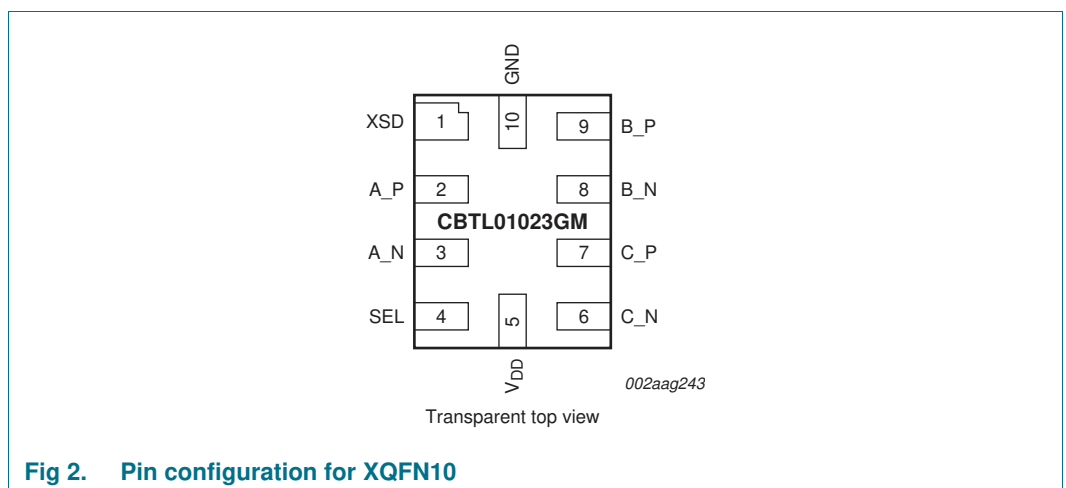 GND
XSD 1 10 9 B_P
A_P 2 8 B_N
CBTL01023GM
A_N 3 7 C_P
SEL 4 5 6 C_N
VDD
002aag243
Transparent top view
Fig 2. Pin configuration for XQFN10